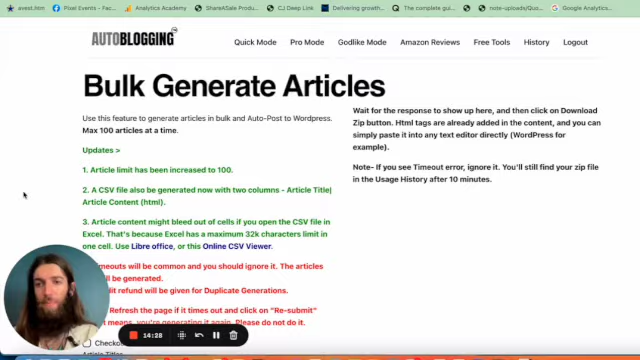 avest.htm
Pixel Events - Fac...
Analytics Academy
ShareASale Produ...
CJ Deep Link
Delivering growth...
The complete guid...
note-uploads/Quo...
Google Analytics...
AUTOBLOGGING
Quick Mode
Pro Mode
Godlike Mode
Amazon Reviews
Free Tools
History
Logout
Bulk Generate Articles
Use this feature to generate articles in bulk and Auto-Post to Wordpress.
Max 100 articles at a time.
Updates >
1. Article limit has been increased to 100.
2. A CSV file also be generated now with two columns - Article Title|
Article Content (html).
3. Article content might bleed out of cells if you open the CSV file in
Excel. That's because Excel has a maximum 32k characters limit in
one cell. Use Libre office, or this Online CSV Viewer.
imeouts will be common and you should ignore it. The articles
ll be generated.
dit refund will be given for Duplicate Generations.
Refresh the page if it times out and click on "Re-submit"
t means, you're generating it again. Please do not do it.
14:28
Article Titles
Wait for the response to show up here, and then click on Download
Zip button. Html tags are already added in the content, and you can
simply paste it into any text editor directly (WordPress for
example).
Note- If you see Timeout error, ignore it. You'll still find your zip file
in the Usage History after 10 minutes.